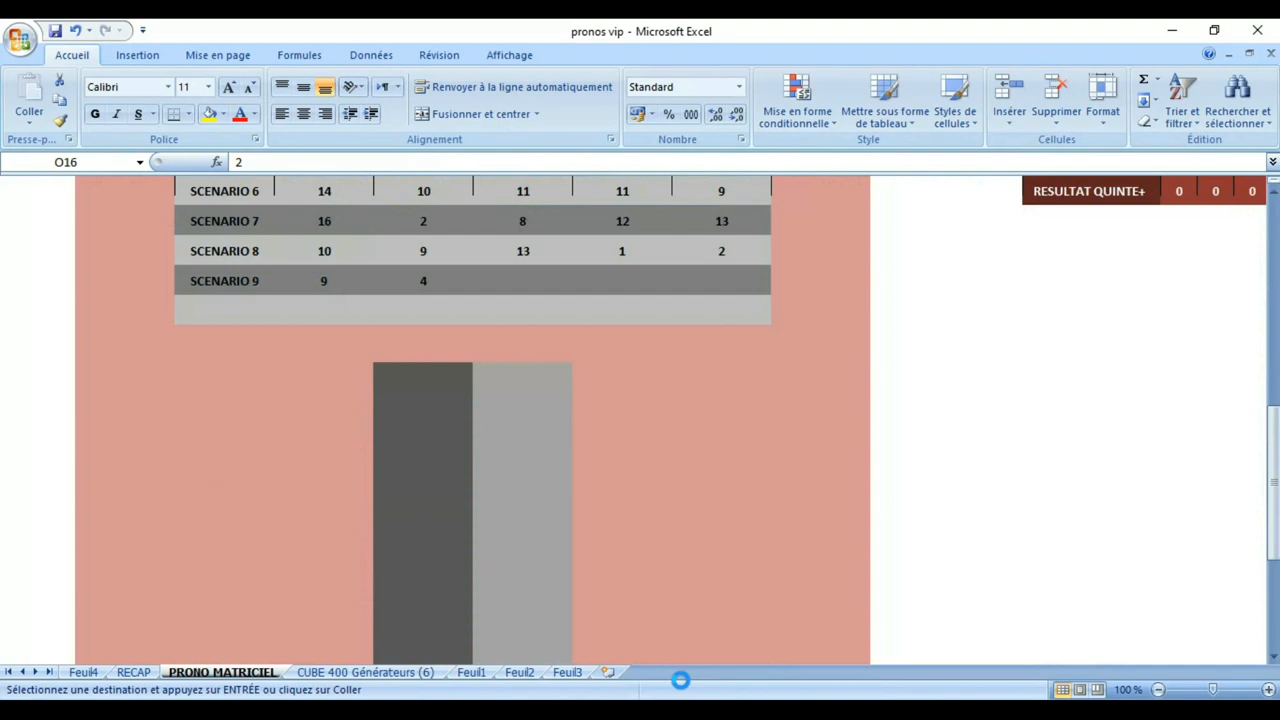 pronos vip - Microsoft Excel
Accueil Insertion Mise en page Formules Données Révision Affichage
Coller
Calibri 11
G I S A
Renvoyer à la ligne automatiquement
Fusionner et centrer
Standard
% 000
Mise en forme conditionnelle
Mettre sous forme de tableau
Styles de cellules
Insérer Supprimer Format
Trier et filtrer
Rechercher et sélectionner
Presse-p... Police Alignement Nombre Style Cellules Édition
O16 fx 2
SCENARIO 6 14 10 11 11 9
RESULTAT QUINTE+ 0 0 0
SCENARIO 7 16 2 8 12 13
SCENARIO 8 10 9 13 1 2
SCENARIO 9 9 4
Feuil4 RECAP PRONO MATRICIEL CUBE 400 Générateurs (6) Feuil1 Feuil2 Feuil3
Sélectionnez une destination et appuyez sur ENTRÉE ou cliquez sur Coller
100 %